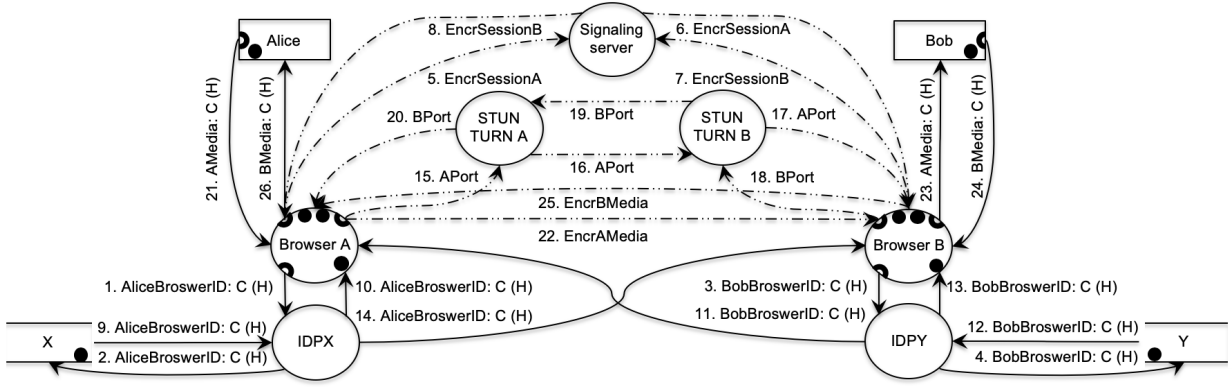 8. EncrSessionB
Signaling
server
6. EncrSessionA
Alice
Bob
5. EncrSessionA
7. EncrSessionB
21. AMedia: C (H)
26. BMedia: C (H)
20. BPort
STUN
TURN A
19. BPort
STUN
TURN B
17. APort
23. AMedia: C (H)
24. BMedia: C (H)
15. APort
16. APort
18. BPort
25. EncrBMedia
22. EncrAMedia
Browser A
Browser B
1. AliceBroswerID: C (H)
10. AliceBroswerID: C (H)
3. BobBroswerID: C (H)
13. BobBroswerID: C (H)
14. AliceBroswerID: C (H)
11. BobBroswerID: C (H)
9. AliceBroswerID: C (H)
12. BobBroswerID: C (H)
X
IDPX
IDPY
Y
2. AliceBroswerID: C (H)
4. BobBroswerID: C (H)